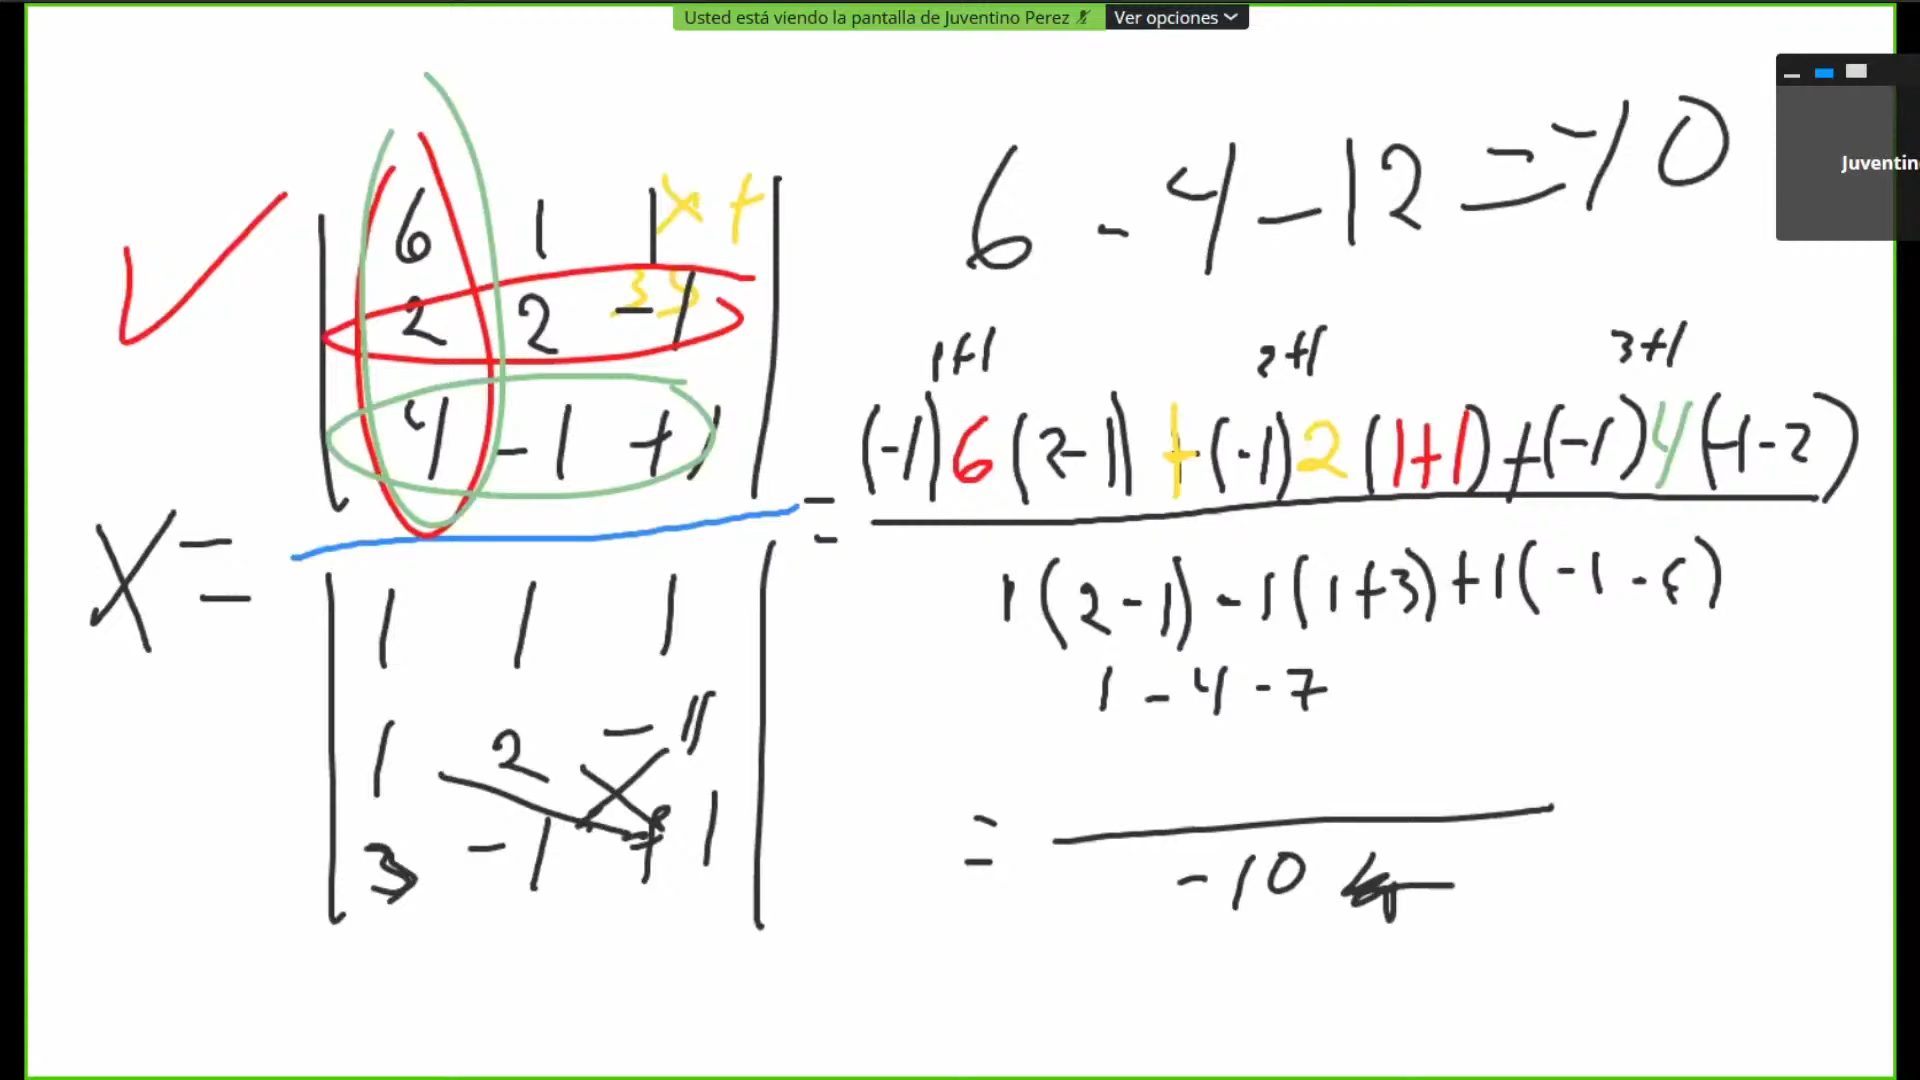 Usted está viendo la pantalla de Juventino Perez
Ver opciones
Juventin
6 - 4 - 12 = -10
6 1 1 x +
2 2 -1 3 5
4 -1 +1
1+1 2+1 3+1
(-1) 6 (2-1) + (-1) 2 (1+1) + (-1) 4 (-1-2)
X = =
1 (2-1) - 1 (1+3) + 1 (-1-6)
1 1 1
1 - 4 - 7
1 2 -1
3 -1 1
=
-10